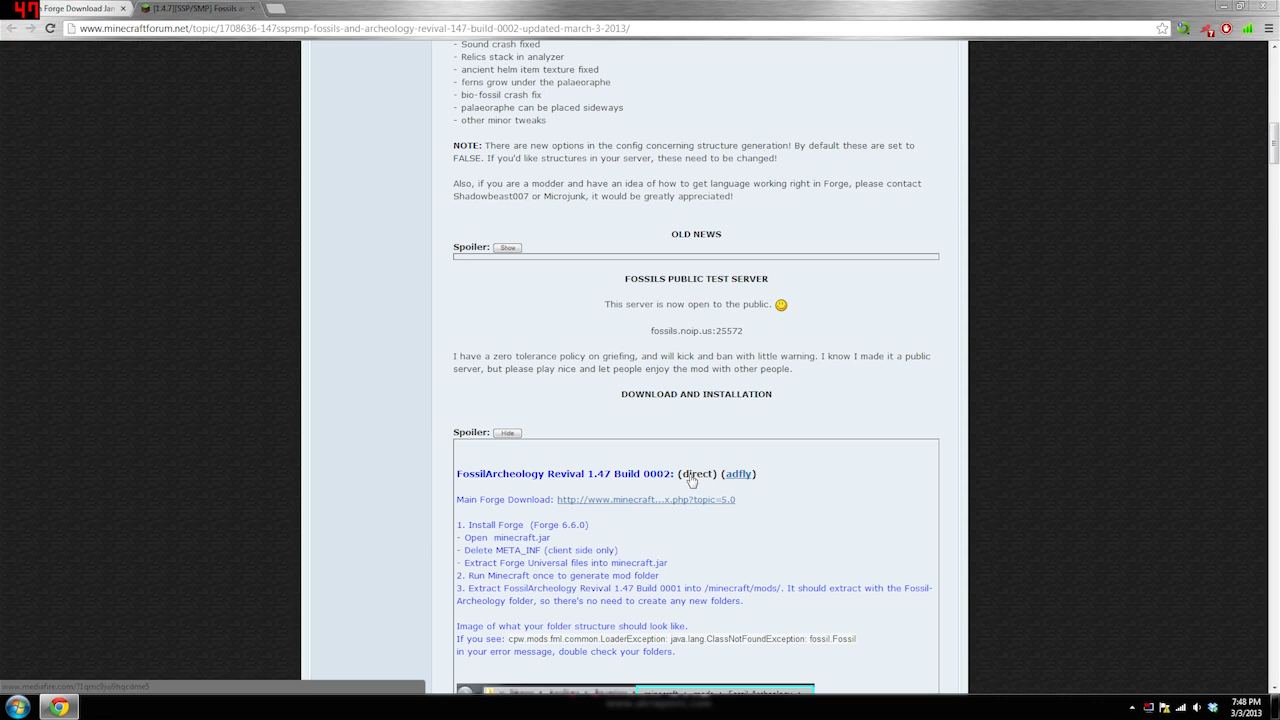 47
Forge Download Jan
[1.4.7][SSP/SMP] Fossils an
www.minecraftforum.net/topic/1708636-147sspsmp-fossils-and-archeology-revival-147-build-0002-updated-march-3-2013/
- Sound crash fixed
- Relics stack in analyzer
- ancient helm item texture fixed
- ferns grow under the palaeoraphe
- bio-fossil crash fix
- palaeoraphe can be placed sideways
- other minor tweaks
NOTE: There are new options in the config concerning structure generation! By default these are set to
FALSE. If you'd like structures in your server, these need to be changed!
Also, if you are a modder and have an idea of how to get language working right in Forge, please contact
Shadowbeast007 or Microjunk, it would be greatly appreciated!
OLD NEWS
Spoiler: Show
FOSSILS PUBLIC TEST SERVER
This server is now open to the public.
fossils.noip.us:25572
I have a zero tolerance policy on griefing, and will kick and ban with little warning. I know I made it a public
server, but please play nice and let people enjoy the mod with other people.
DOWNLOAD AND INSTALLATION
Spoiler: Hide
FossilArcheology Revival 1.47 Build 0002: (direct) (adfly)
Main Forge Download: http://www.minecraft...x.php?topic=5.0
1. Install Forge (Forge 6.6.0)
- Open minecraft.jar
- Delete META_INF (client side only)
- Extract Forge Universal files into minecraft.jar
2. Run Minecraft once to generate mod folder
3. Extract FossilArcheology Revival 1.47 Build 0001 into /minecraft/mods/. It should extract with the Fossil-
Archeology folder, so there's no need to create any new folders.
Image of what your folder structure should look like.
If you see: cpw.mods.fml.common.LoaderException: java.lang.ClassNotFoundException: fossil.Fossil
in your error message, double check your folders.
7:48 PM
3/3/2013